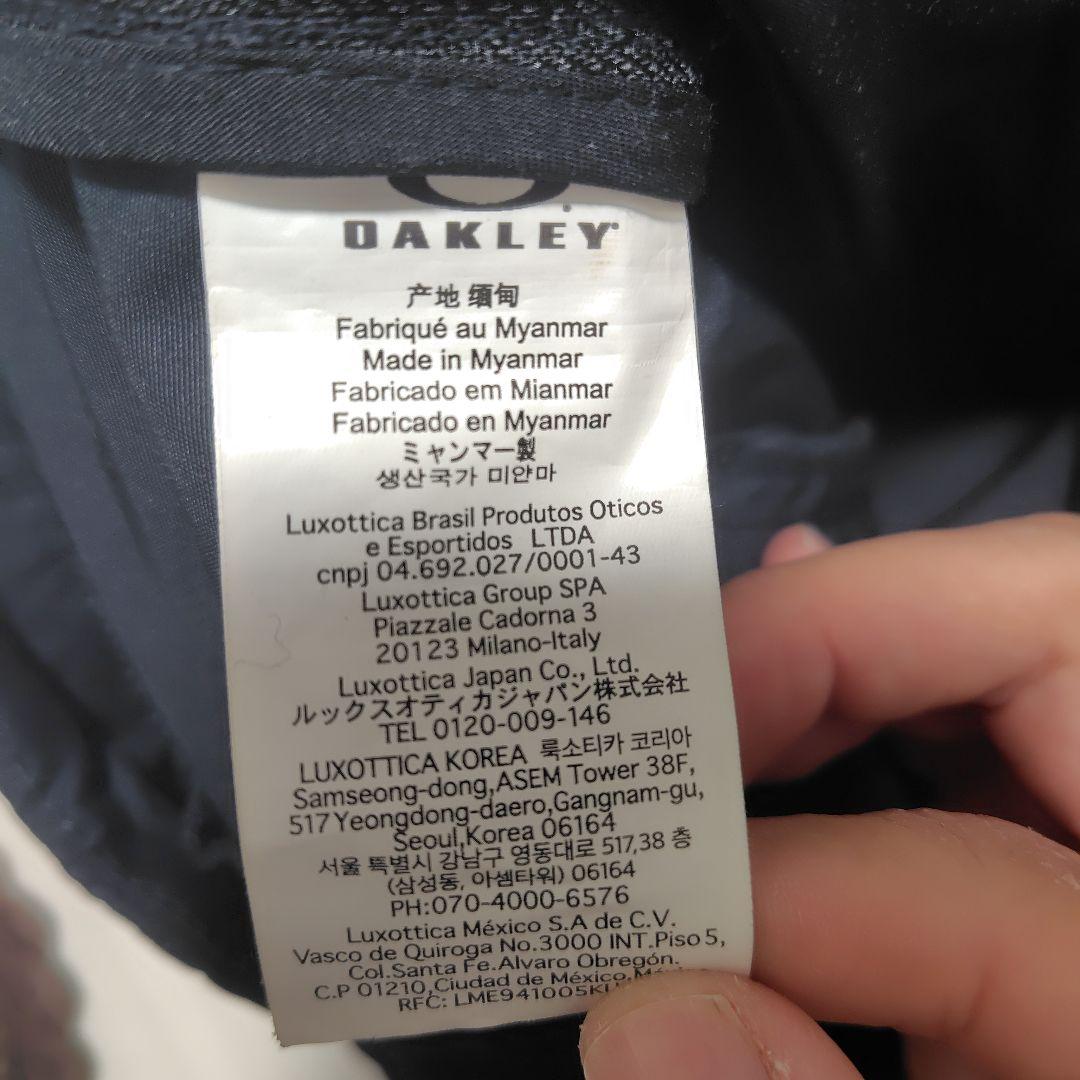 OAKLEY
产地 缅甸
Fabriqué au Myanmar
Made in Myanmar
Fabricado em Mianmar
Fabricado en Myanmar
ミャンマー製
생산국가 미얀마
Luxottica Brasil Produtos Oticos
e Esportidos LTDA
cnpj 04.692.027/0001-43
Luxottica Group SPA
Piazzale Cadorna 3
20123 Milano-Italy
Luxottica Japan Co., Ltd.
ルックスオティカジャパン株式会社
TEL 0120-009-146
LUXOTTICA KOREA 룩소티카 코리아
Samseong-dong,ASEM Tower 38F,
517 Yeongdong-daero,Gangnam-gu,
Seoul,Korea 06164
서울 특별시 강남구 영동대로 517,38 층
(삼성동, 아셈타워) 06164
PH:070-4000-6576
Luxottica México S.A de C.V.
Vasco de Quiroga No.3000 INT.Piso 5,
Col.Santa Fe.Alvaro Obregón.
C.P 01210,Ciudad de México,
RFC: